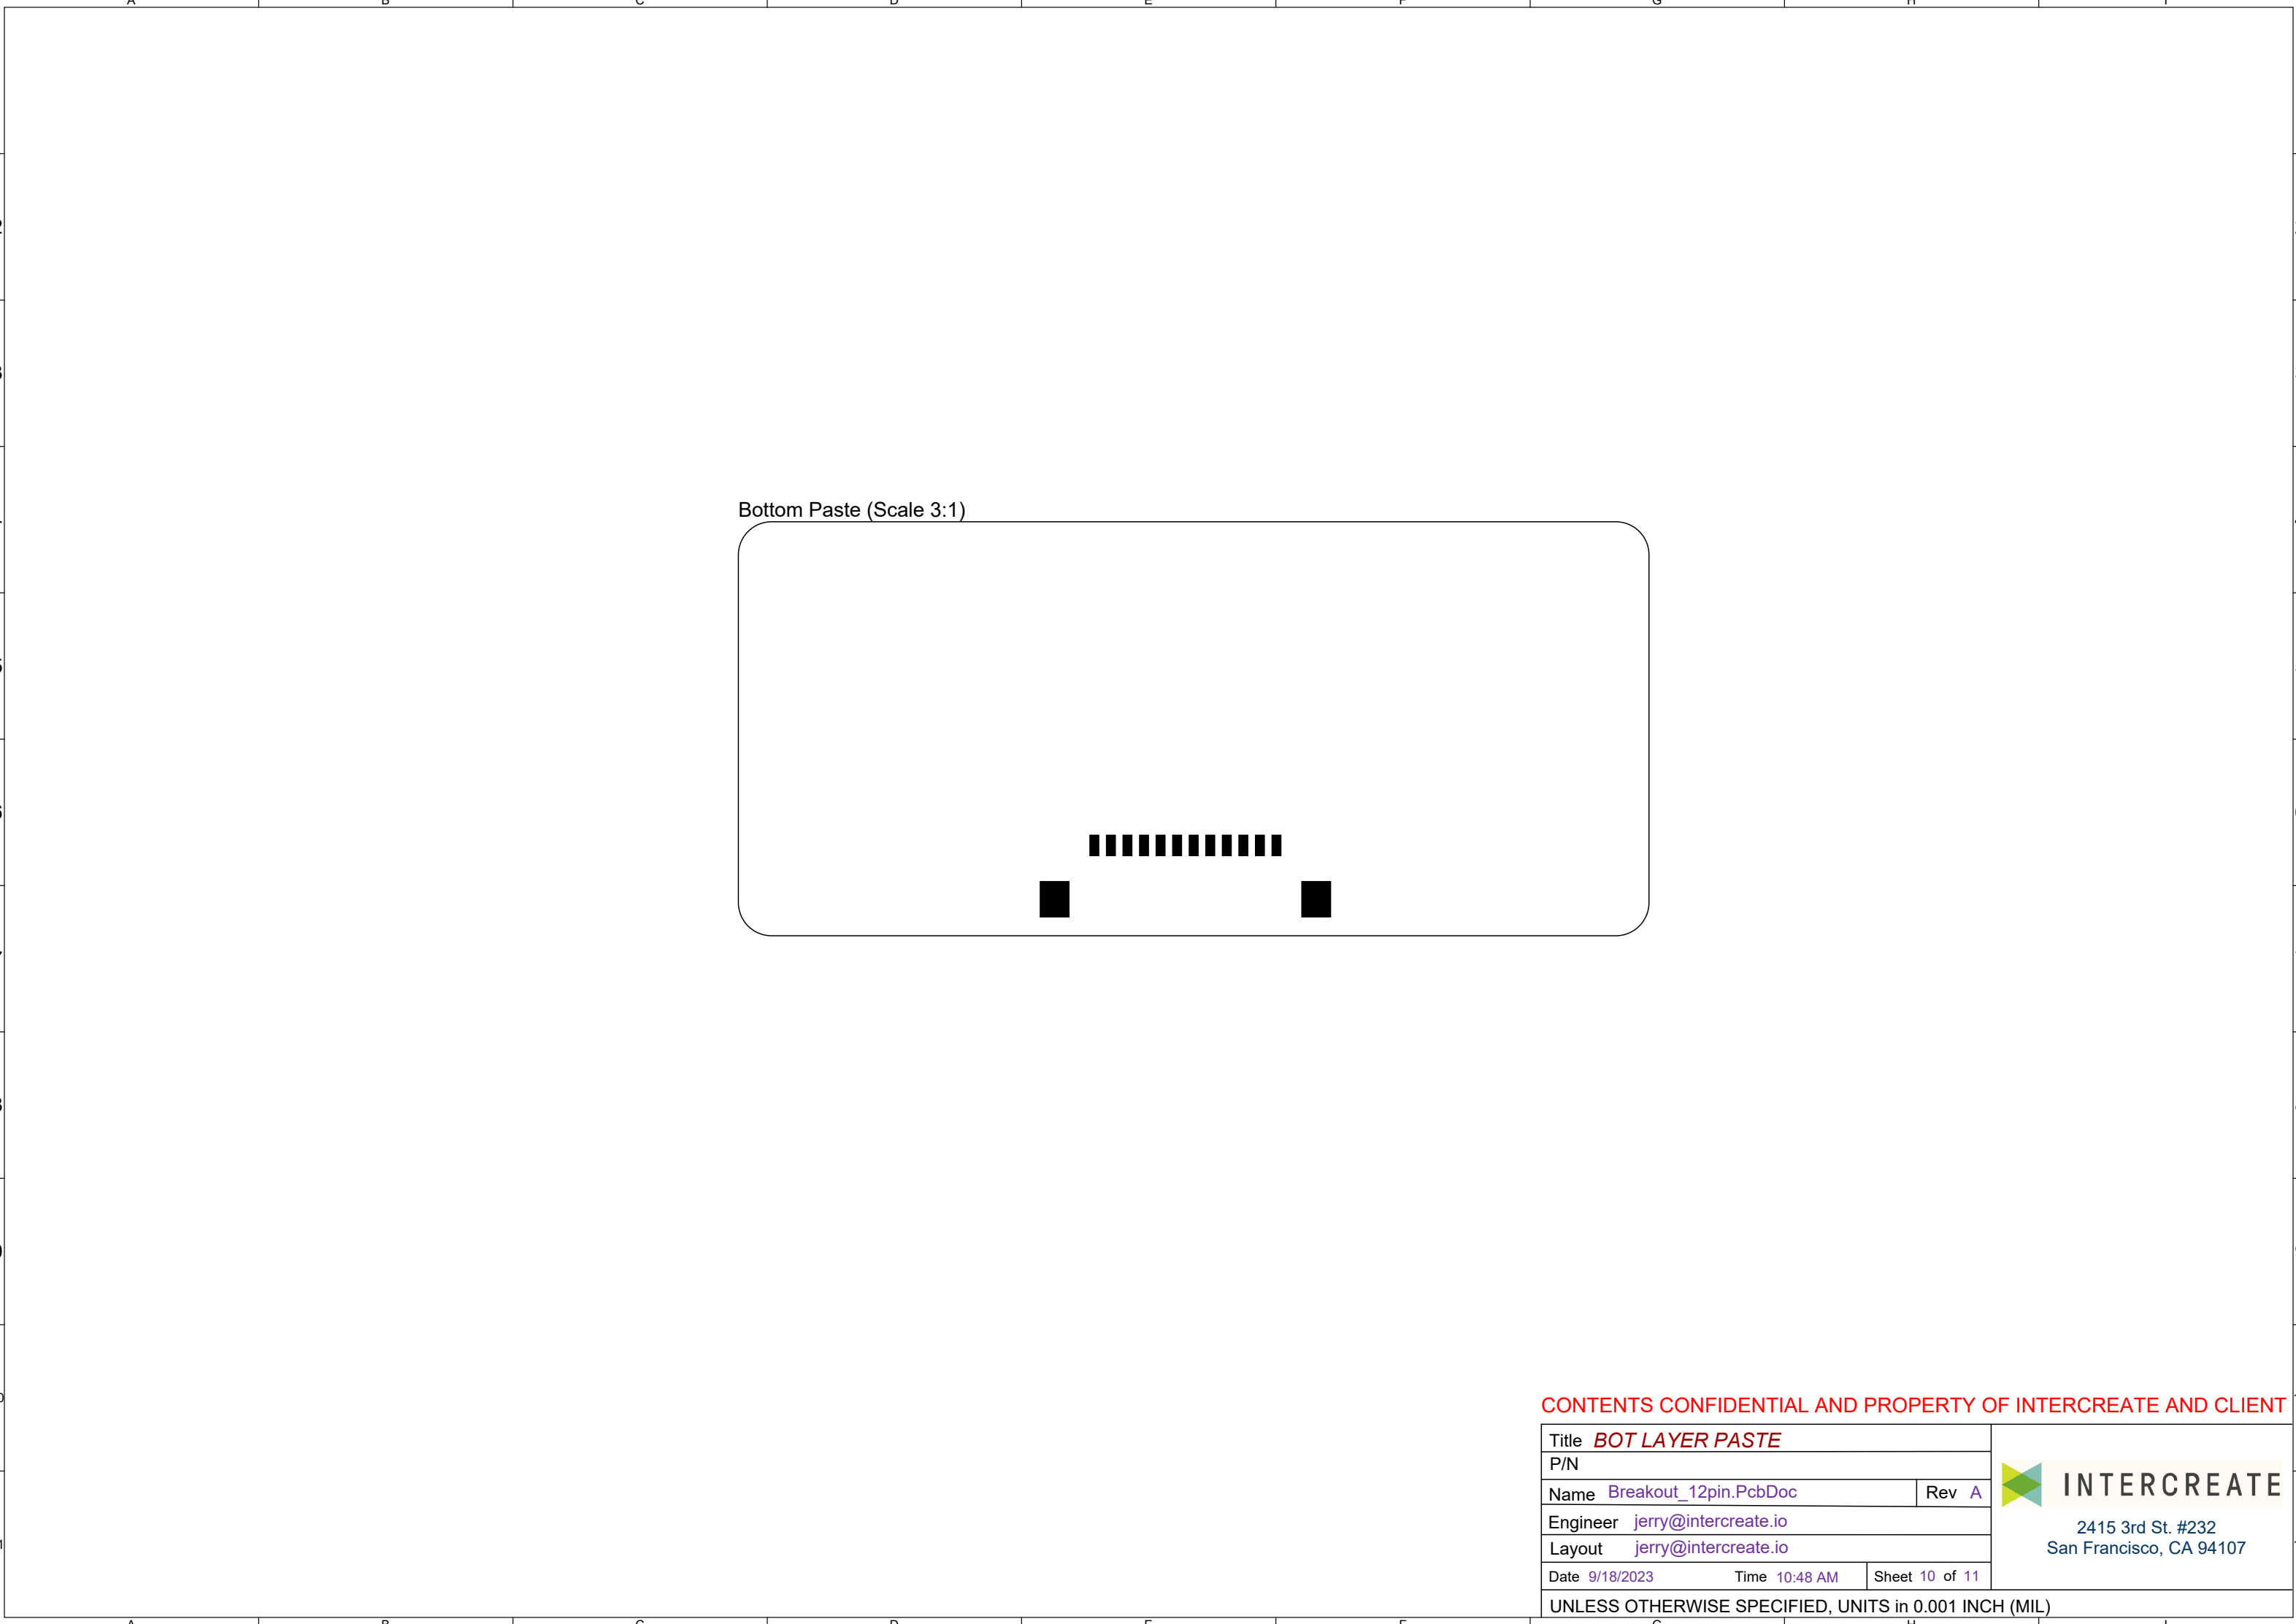 Bottom Paste (Scale 3:1)
CONTENTS CONFIDENTIAL AND PROPERTY OF INTERCREATE AND CLIENT
Title BOT LAYER PASTE
P/N
Name Breakout_12pin.PcbDoc Rev A
Engineer jerry@intercreate.io
Layout jerry@intercreate.io
Date 9/18/2023 Time 10:48 AM Sheet 10 of 11
UNLESS OTHERWISE SPECIFIED, UNITS in 0.001 INCH (MIL)
INTERCREATE
2415 3rd St. #232
San Francisco, CA 94107